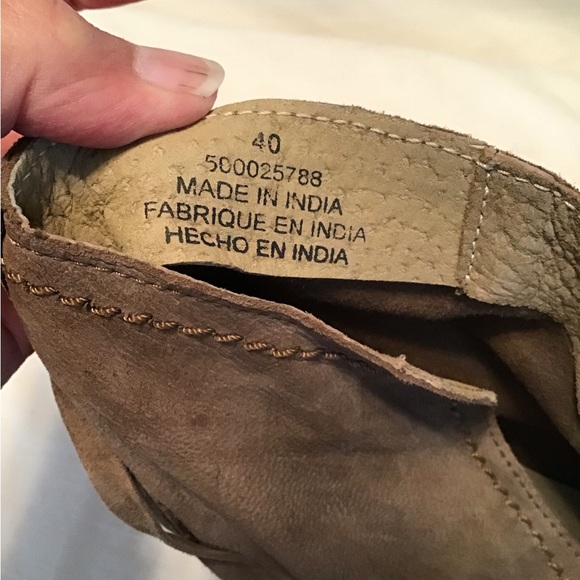 40
500025788
MADE IN INDIA
FABRIQUE EN INDIA
HECHO EN INDIA